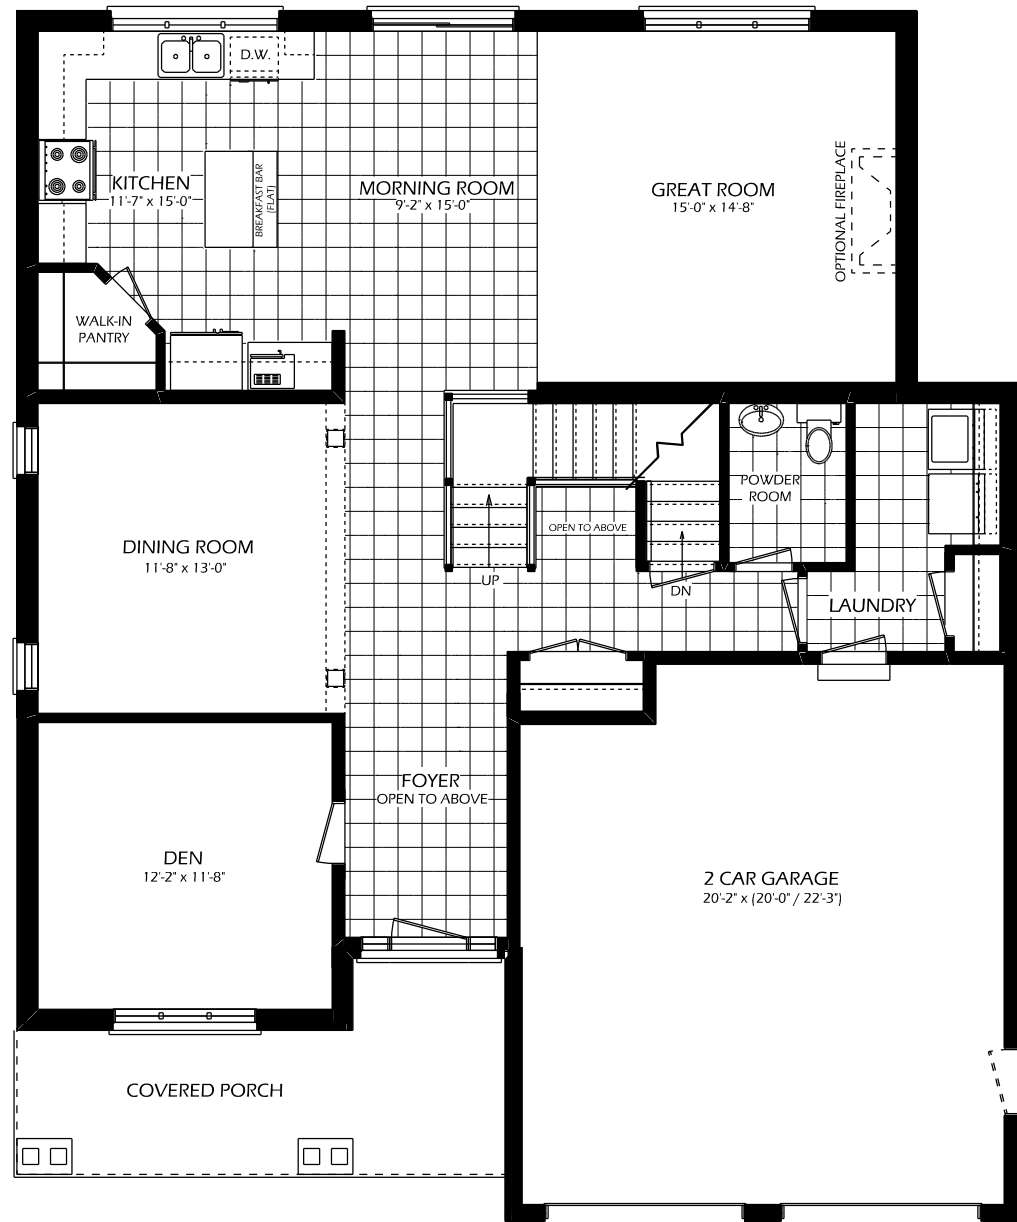 D.W.
KITCHEN
11'-7" x 15'-0"
BREAKFAST BAR
(FLAT)
MORNING ROOM
9'-2" x 15'-0"
GREAT ROOM
15'-0" x 14'-8"
OPTIONAL FIREPLACE
WALK-IN
PANTRY
DINING ROOM
11'-8" x 13'-0"
UP
OPEN TO ABOVE
DN
POWDER
ROOM
LAUNDRY
FOYER
OPEN TO ABOVE
DEN
12'-2" x 11'-8"
2 CAR GARAGE
20'-2" x (20'-0" / 22'-3")
COVERED PORCH